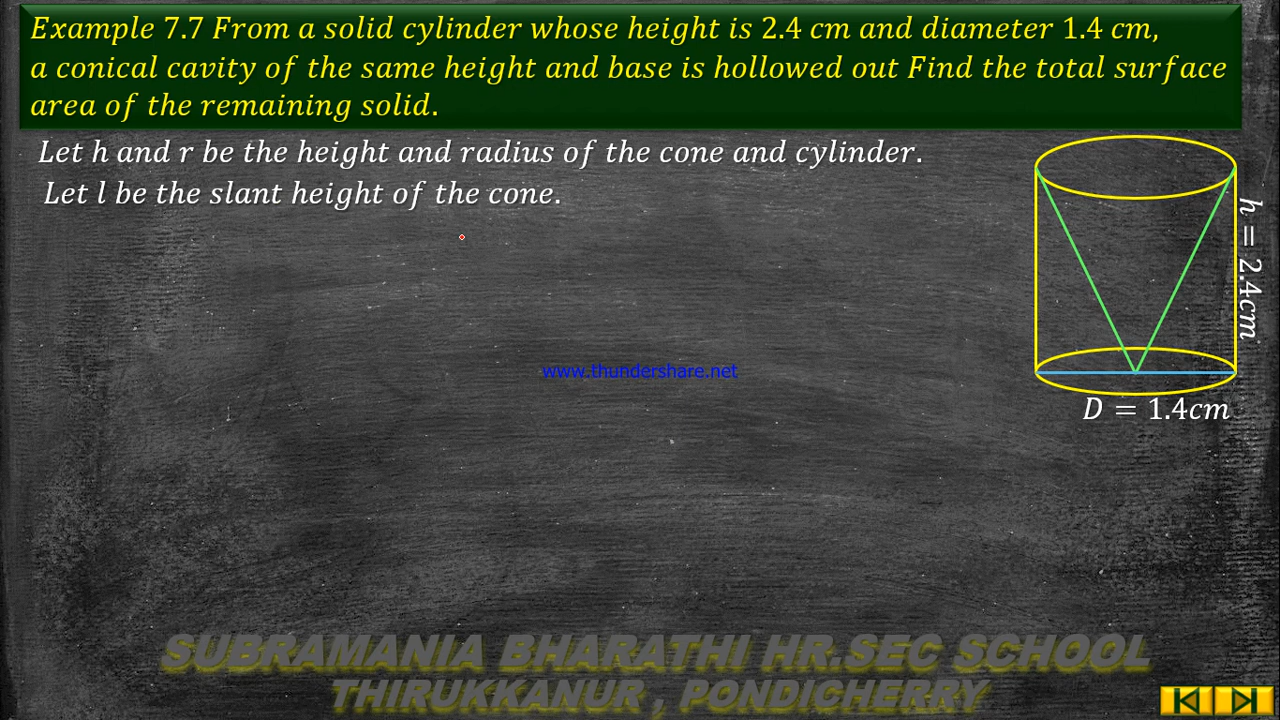 Example 7.7 From a solid cylinder whose height is 2.4 cm and diameter 1.4 cm,
a conical cavity of the same height and base is hollowed out Find the total surface
area of the remaining solid.
Let h and r be the height and radius of the cone and cylinder.
Let l be the slant height of the cone.
h = 2.4cm
www.thundershare.net
D = 1.4cm
SUBRAMANIA BHARATHI HR.SEC SCHOOL
THIRUKKANUR , PONDICHERRY